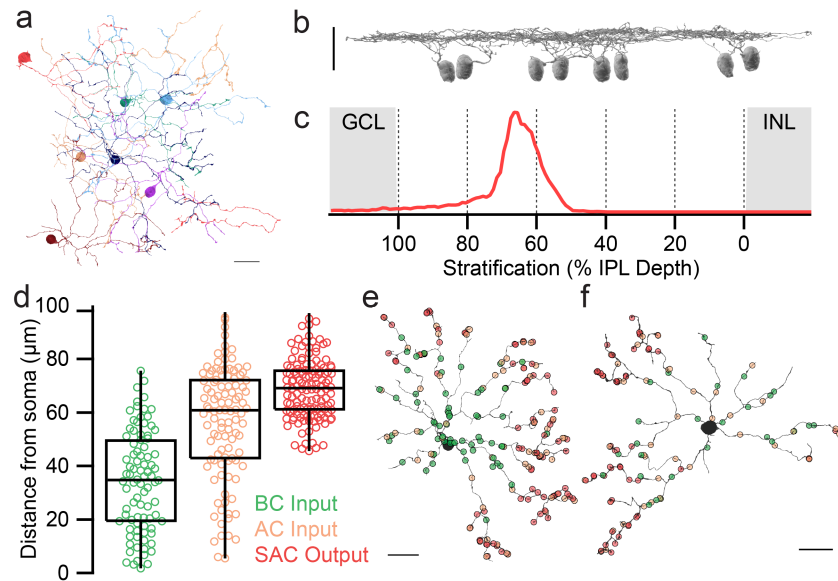 a
b
c
GCL
INL
100 80 60 40 20 0
Stratification (% IPL Depth)
d
Distance from soma (µm)
100
80
60
40
20
0
BC Input
AC Input
SAC Output
e
f